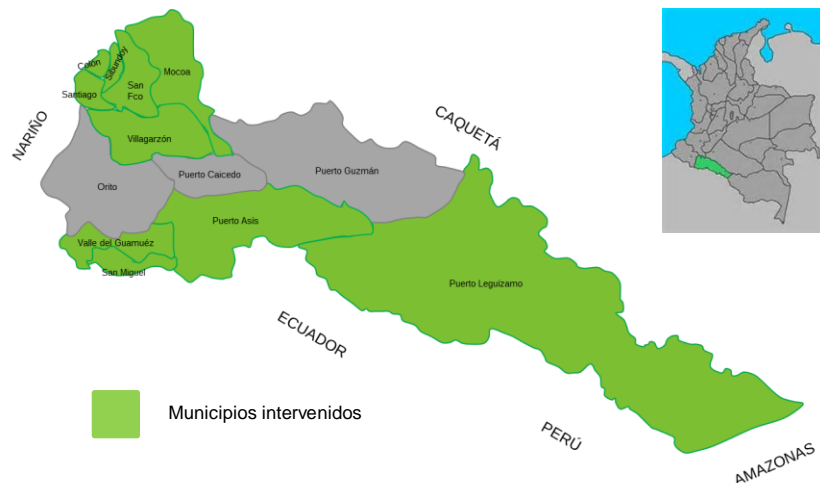 Colón
Sibundoy
San
Fco
Mocoa
Santiago
NARIÑO
Villagarzón
CAQUETÁ
Puerto Caicedo
Puerto Guzmán
Orito
Puerto Asis
Valle del Guamuéz
San Miguel
Puerto Leguízamo
ECUADOR
Municipios intervenidos
PERÚ
AMAZONAS